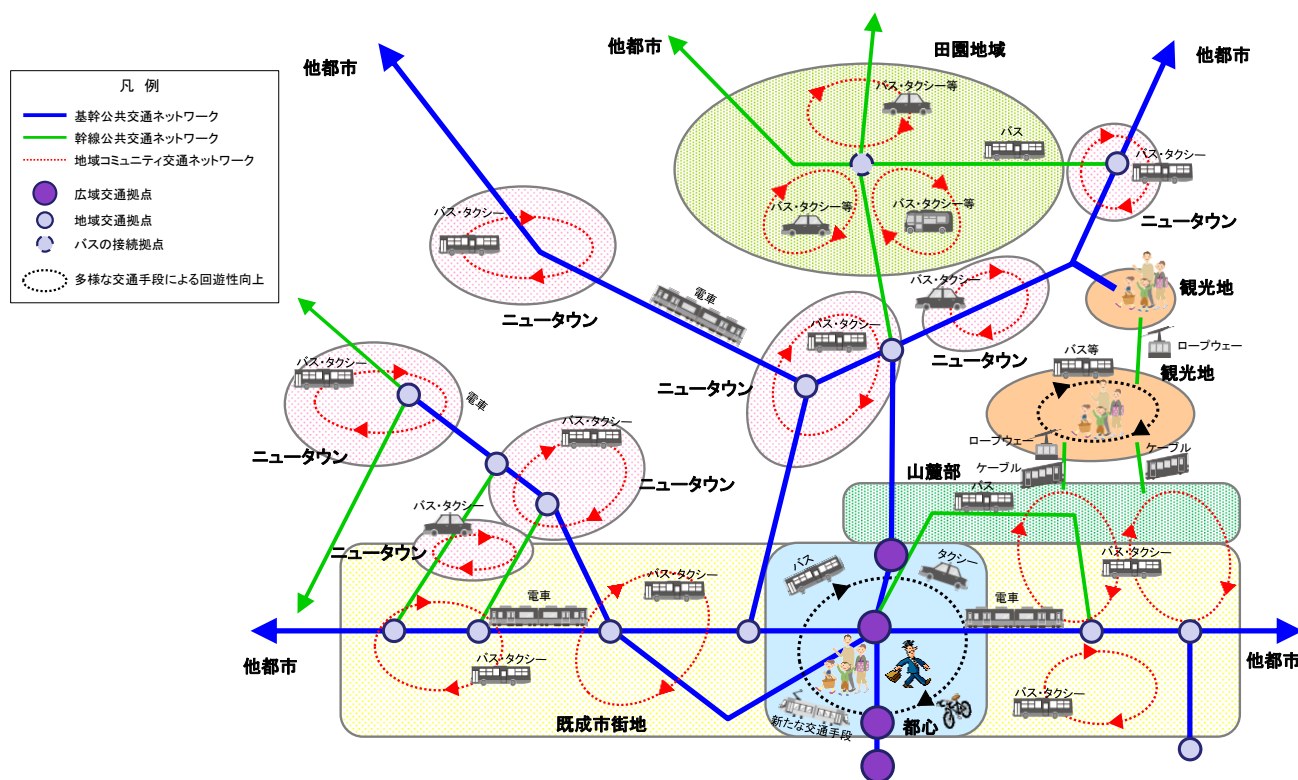 凡 例
基幹公共交通ネットワーク
幹線公共交通ネットワーク
地域コミュニティ交通ネットワーク
広域交通拠点
地域交通拠点
バスの接続拠点
多様な交通手段による回遊性向上
他都市
他都市
田園地域
他都市
バス・タクシー等
バス
バス・タクシー
バス・タクシー等
バス・タクシー等
ニュータウン
バス・タクシー
ニュータウン
電車
バス・タクシー
ニュータウン
バス・タクシー
ニュータウン
観光地
ロープウェー
バス等
観光地
バス・タクシー
電車
ニュータウン
バス・タクシー
ニュータウン
ロープウェー
ケーブル
ケーブル
山麓部
バス
バス・タクシー
ニュータウン
バス
タクシー
バス・タクシー
バス・タクシー
電車
電車
他都市
バス・タクシー
他都市
バス・タクシー
既成市街地
新たな交通手段
都心